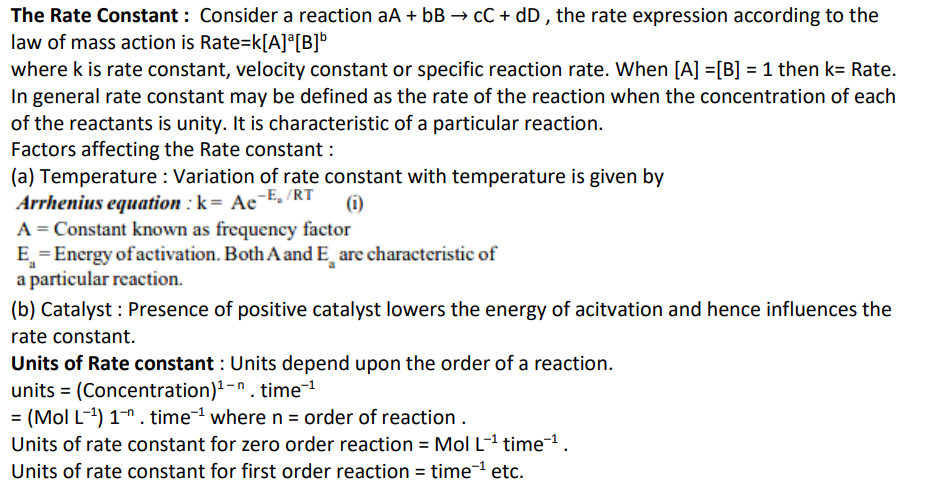 The Rate Constant : Consider a reaction aA + bB → cC + dD , the rate expression according to the
law of mass action is Rate=k[A]ᵃ[B]ᵇ
where k is rate constant, velocity constant or specific reaction rate. When [A] =[B] = 1 then k= Rate.
In general rate constant may be defined as the rate of the reaction when the concentration of each
of the reactants is unity. It is characteristic of a particular reaction.
Factors affecting the Rate constant :
(a) Temperature : Variation of rate constant with temperature is given by
Arrhenius equation : k = Ae^(−Eₐ/RT) (i)
A = Constant known as frequency factor
Eₐ = Energy of activation. Both A and Eₐ are characteristic of
a particular reaction.
(b) Catalyst : Presence of positive catalyst lowers the energy of acitvation and hence influences the
rate constant.
Units of Rate constant : Units depend upon the order of a reaction.
units = (Concentration)¹⁻ⁿ . time⁻¹
= (Mol L⁻¹) 1⁻ⁿ . time⁻¹ where n = order of reaction .
Units of rate constant for zero order reaction = Mol L⁻¹ time⁻¹ .
Units of rate constant for first order reaction = time⁻¹ etc.